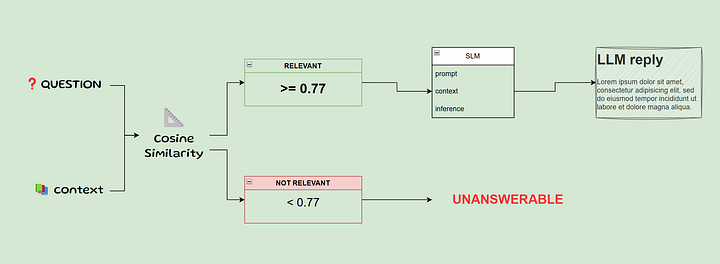 QUESTION
context
Cosine
Similarity
RELEVANT
>= 0.77
NOT RELEVANT
< 0.77
SLM
prompt
context
inference
LLM reply
Lorem ipsum dolor sit amet,
consectetur adipisicing elit, sed
do eiusmod tempor incididunt ut
labore et dolore magna aliqua.
UNANSWERABLE